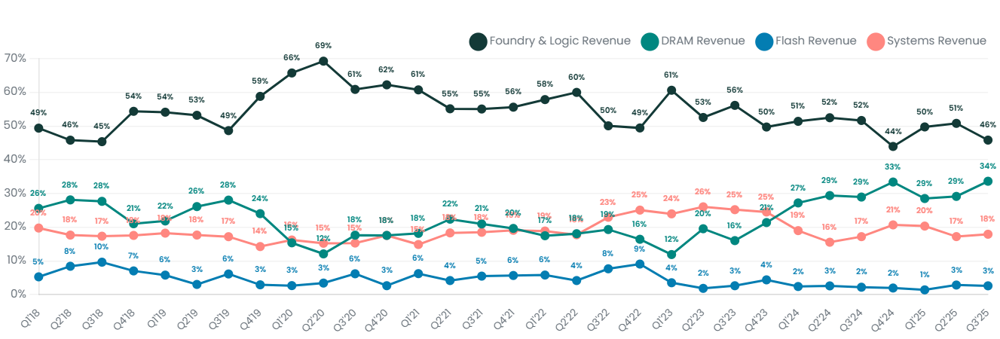 Foundry & Logic Revenue DRAM Revenue Flash Revenue Systems Revenue
70%
60%
50%
40%
30%
20%
10%
0%
49% 46% 45% 54% 54% 53% 49% 59% 66% 69% 61% 62% 61% 55% 55% 56% 58% 60% 50% 49% 61% 53% 56% 50% 51% 52% 52% 44% 50% 51% 46%
26% 28% 28% 21% 22% 26% 28% 24% 15% 12% 18% 18% 18% 22% 21% 20% 17% 18% 19% 16% 12% 20% 16% 21% 27% 29% 29% 33% 29% 29% 34%
20% 18% 17% 18% 18% 17% 14% 16% 15% 15% 15% 18% 18% 19% 19% 23% 25% 24% 26% 25% 25% 19% 16% 17% 21% 20% 17% 18%
5% 8% 10% 7% 6% 3% 6% 3% 3% 3% 6% 3% 6% 4% 5% 6% 6% 4% 8% 9% 4% 2% 3% 4% 2% 3% 2% 2% 1% 3% 3%
Q1'18 Q2'18 Q3'18 Q4'18 Q1'19 Q2'19 Q3'19 Q4'19 Q1'20 Q2'20 Q3'20 Q4'20 Q1'21 Q2'21 Q3'21 Q4'21 Q1'22 Q2'22 Q3'22 Q4'22 Q1'23 Q2'23 Q3'23 Q4'23 Q1'24 Q2'24 Q3'24 Q4'24 Q1'25 Q2'25 Q3'25